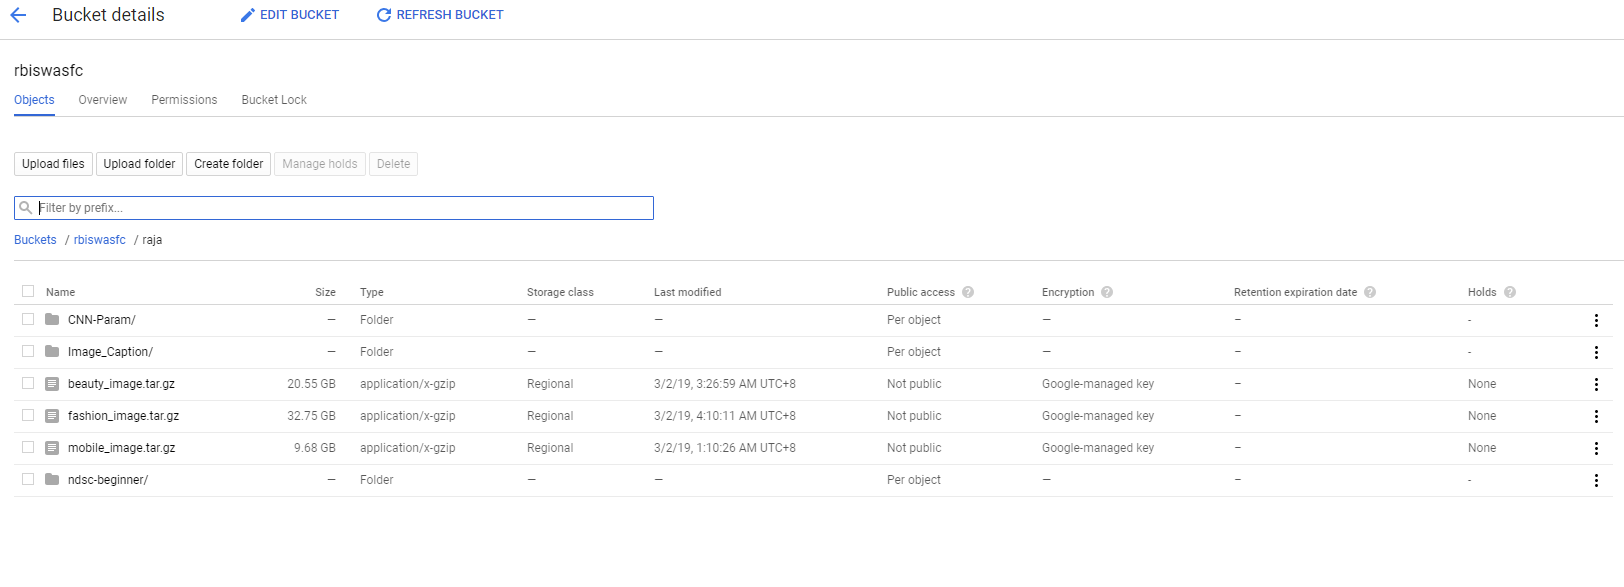 Bucket details EDIT BUCKET REFRESH BUCKET
rbiswasfc
Objects Overview Permissions Bucket Lock
Upload files Upload folder Create folder Manage holds Delete
Filter by prefix...
Buckets / rbiswasfc / raja
Name Size Type Storage class Last modified Public access ? Encryption ? Retention expiration date ? Holds ?
CNN-Param/ — Folder — — Per object — – -
Image_Caption/ — Folder — — Per object — – -
beauty_image.tar.gz 20.55 GB application/x-gzip Regional 3/2/19, 3:26:59 AM UTC+8 Not public Google-managed key – None
fashion_image.tar.gz 32.75 GB application/x-gzip Regional 3/2/19, 4:10:11 AM UTC+8 Not public Google-managed key – None
mobile_image.tar.gz 9.68 GB application/x-gzip Regional 3/2/19, 1:10:26 AM UTC+8 Not public Google-managed key – None
ndsc-beginner/ — Folder — — Per object — – -